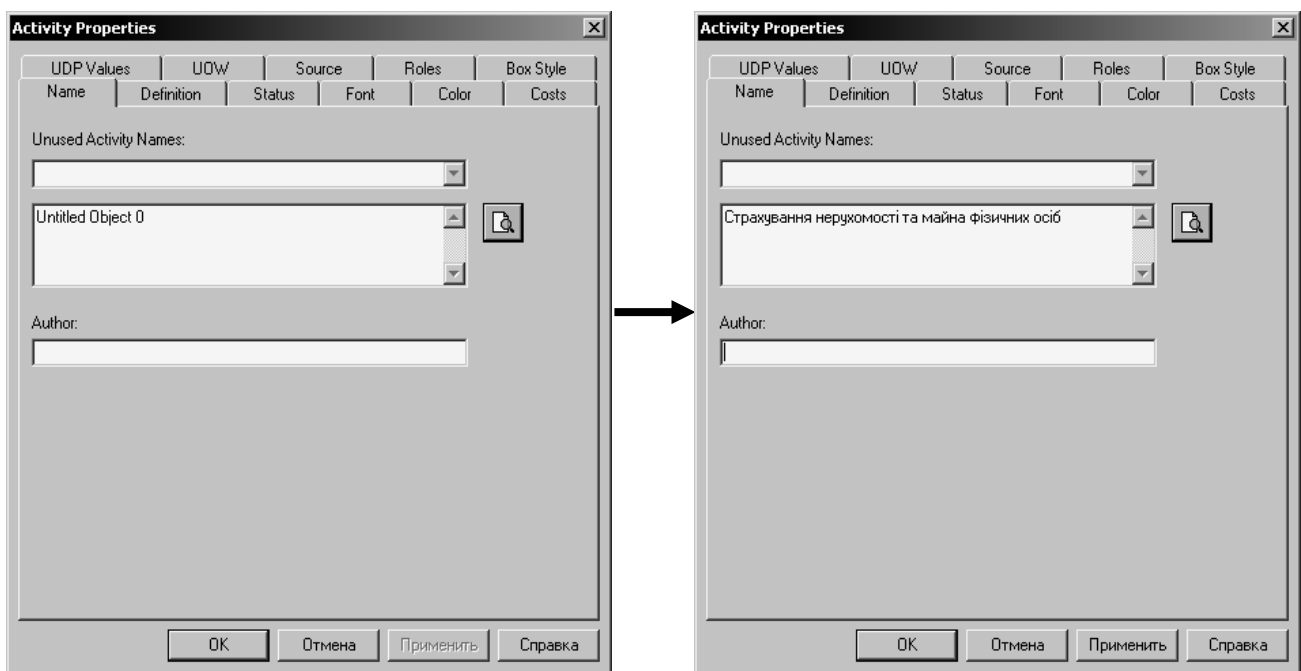 Activity Properties
UDP Values UOW Source Roles Box Style
Name Definition Status Font Color Costs
Unused Activity Names:
Untitled Object 0
Author:
OK Отмена Применить Справка
Activity Properties
UDP Values UOW Source Roles Box Style
Name Definition Status Font Color Costs
Unused Activity Names:
Страхування нерухомості та майна фізичних осіб
Author:
OK Отмена Применить Справка